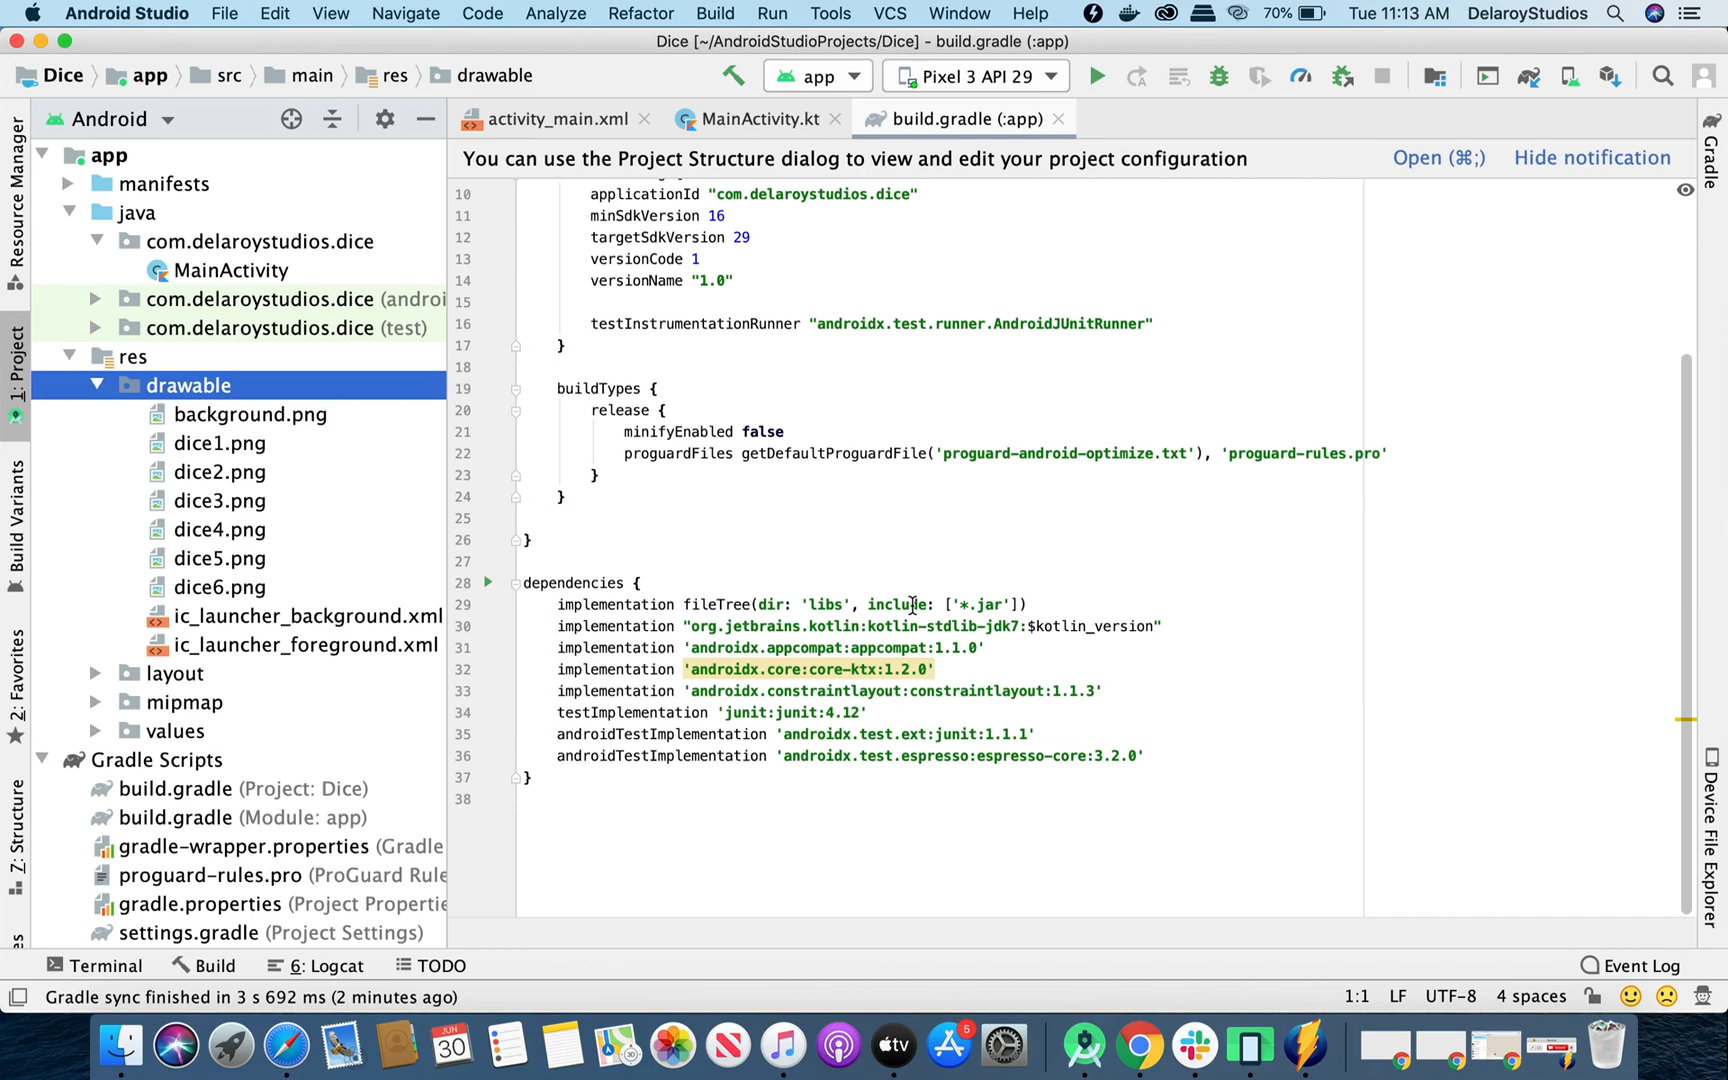 Android Studio File Edit View Navigate Code Analyze Refactor Build Run Tools VCS Window Help 70% Tue 11:13 AM DelaroyStudios
Dice [~/AndroidStudioProjects/Dice] - build.gradle (:app)
Dice app src main res drawable app Pixel 3 API 29
Android
activity_main.xml MainActivity.kt build.gradle (:app)
You can use the Project Structure dialog to view and edit your project configuration Open (⌘;) Hide notification
Resource Manager
1: Project
Build Variants
2: Favorites
7: Structure
app
manifests
java
com.delaroystudios.dice
MainActivity
com.delaroystudios.dice (androi
com.delaroystudios.dice (test)
res
drawable
background.png
dice1.png
dice2.png
dice3.png
dice4.png
dice5.png
dice6.png
ic_launcher_background.xml
ic_launcher_foreground.xml
layout
mipmap
values
Gradle Scripts
build.gradle (Project: Dice)
build.gradle (Module: app)
gradle-wrapper.properties (Gradle
proguard-rules.pro (ProGuard Rule
gradle.properties (Project Propertie
settings.gradle (Project Settings)
10 applicationId "com.delaroystudios.dice"
11 minSdkVersion 16
12 targetSdkVersion 29
13 versionCode 1
14 versionName "1.0"
15
16 testInstrumentationRunner "androidx.test.runner.AndroidJUnitRunner"
17 }
18
19 buildTypes {
20 release {
21 minifyEnabled false
22 proguardFiles getDefaultProguardFile('proguard-android-optimize.txt'), 'proguard-rules.pro'
23 }
24 }
25
26 }
27
28 dependencies {
29 implementation fileTree(dir: 'libs', include: ['*.jar'])
30 implementation "org.jetbrains.kotlin:kotlin-stdlib-jdk7:$kotlin_version"
31 implementation 'androidx.appcompat:appcompat:1.1.0'
32 implementation 'androidx.core:core-ktx:1.2.0'
33 implementation 'androidx.constraintlayout:constraintlayout:1.1.3'
34 testImplementation 'junit:junit:4.12'
35 androidTestImplementation 'androidx.test.ext:junit:1.1.1'
36 androidTestImplementation 'androidx.test.espresso:espresso-core:3.2.0'
37 }
38
Gradle
Device File Explorer
Terminal Build 6: Logcat TODO Event Log
Gradle sync finished in 3 s 692 ms (2 minutes ago) 1:1 LF UTF-8 4 spaces
JUN
30
tv
5